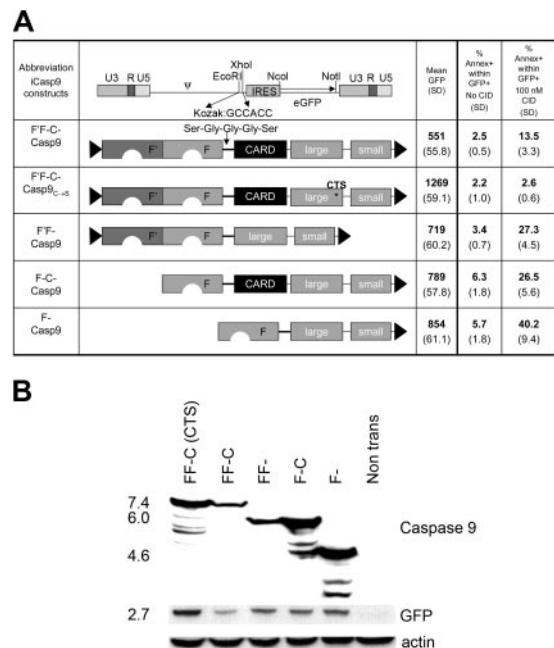 A
Abbreviation
iCasp9
constructs
U3 R U5
Ψ
EcoRI
XhoI
IRES
NcoI
eGFP
NotI
U3 R U5
Kozak:GCCACC
Ser-Gly-Gly-Gly-Ser
Mean
GFP
(SD)
%
Annex+
within
GFP+
No CID
(SD)
%
Annex+
within
GFP+
100 nM
CID
(SD)
F'F-C-
Casp9
F' F CARD large small
551
(55.8)
2.5
(0.5)
13.5
(3.3)
F'F-C-
Casp9C→S
CTS
*
F' F CARD large small
1269
(59.1)
2.2
(1.0)
2.6
(0.6)
F'F-
Casp9
F' F large small
719
(60.2)
3.4
(0.7)
27.3
(4.5)
F-C-
Casp9
F CARD large small
789
(57.8)
6.3
(1.8)
26.5
(5.6)
F-
Casp9
F large small
854
(61.1)
5.7
(1.8)
40.2
(9.4)
B
FF-C (CTS)
FF-C
FF-
F-C
F-
Non trans
7.4
6.0
4.6
2.7
Caspase 9
GFP
actin